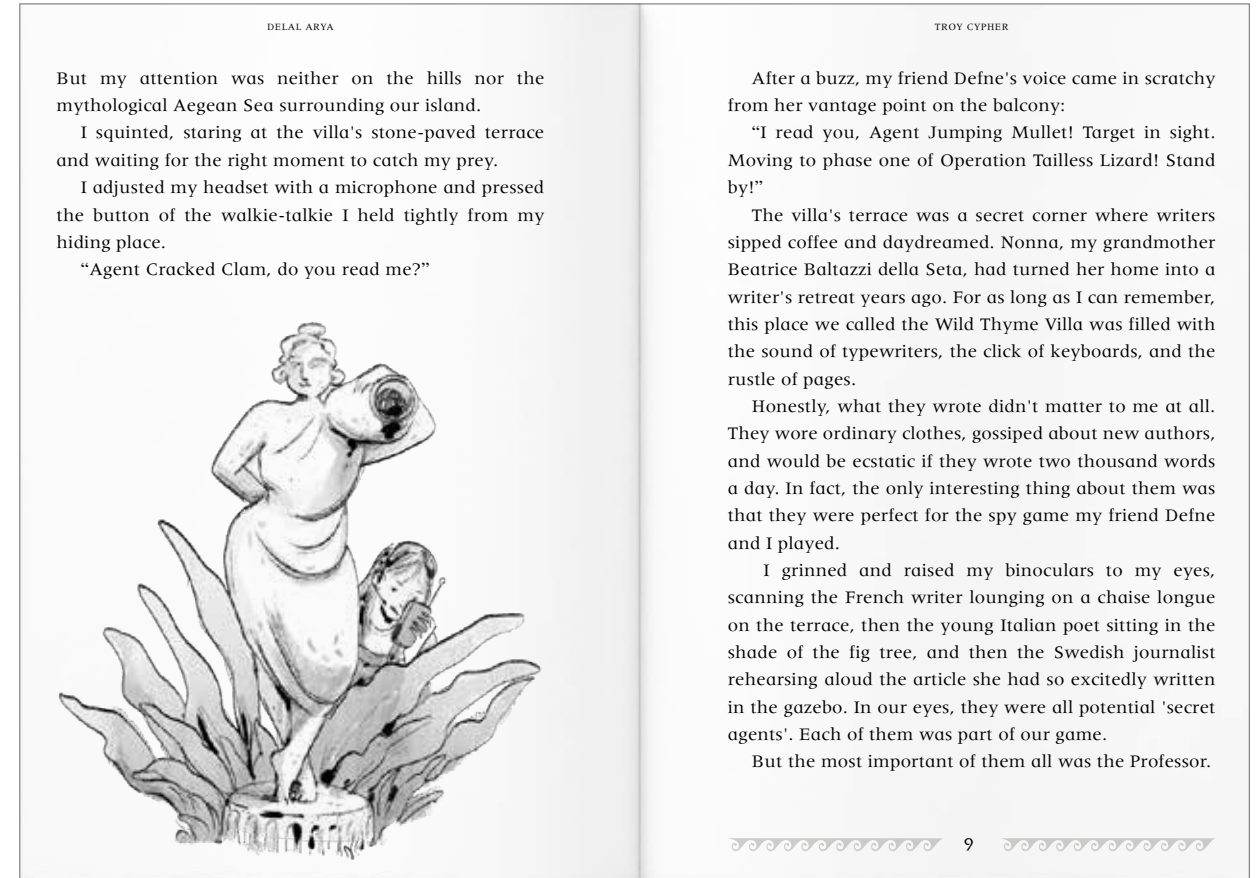 DELAL ARYA
But my attention was neither on the hills nor the
mythological Aegean Sea surrounding our island.
I squinted, staring at the villa's stone-paved terrace
and waiting for the right moment to catch my prey.
I adjusted my headset with a microphone and pressed
the button of the walkie-talkie I held tightly from my
hiding place.
“Agent Cracked Clam, do you read me?”
TROY CYPHER
After a buzz, my friend Defne's voice came in scratchy
from her vantage point on the balcony:
“I read you, Agent Jumping Mullet! Target in sight.
Moving to phase one of Operation Tailless Lizard! Stand
by!”
The villa's terrace was a secret corner where writers
sipped coffee and daydreamed. Nonna, my grandmother
Beatrice Baltazzi della Seta, had turned her home into a
writer's retreat years ago. For as long as I can remember,
this place we called the Wild Thyme Villa was filled with
the sound of typewriters, the click of keyboards, and the
rustle of pages.
Honestly, what they wrote didn't matter to me at all.
They wore ordinary clothes, gossiped about new authors,
and would be ecstatic if they wrote two thousand words
a day. In fact, the only interesting thing about them was
that they were perfect for the spy game my friend Defne
and I played.
I grinned and raised my binoculars to my eyes,
scanning the French writer lounging on a chaise longue
on the terrace, then the young Italian poet sitting in the
shade of the fig tree, and then the Swedish journalist
rehearsing aloud the article she had so excitedly written
in the gazebo. In our eyes, they were all potential 'secret
agents'. Each of them was part of our game.
But the most important of them all was the Professor.
9